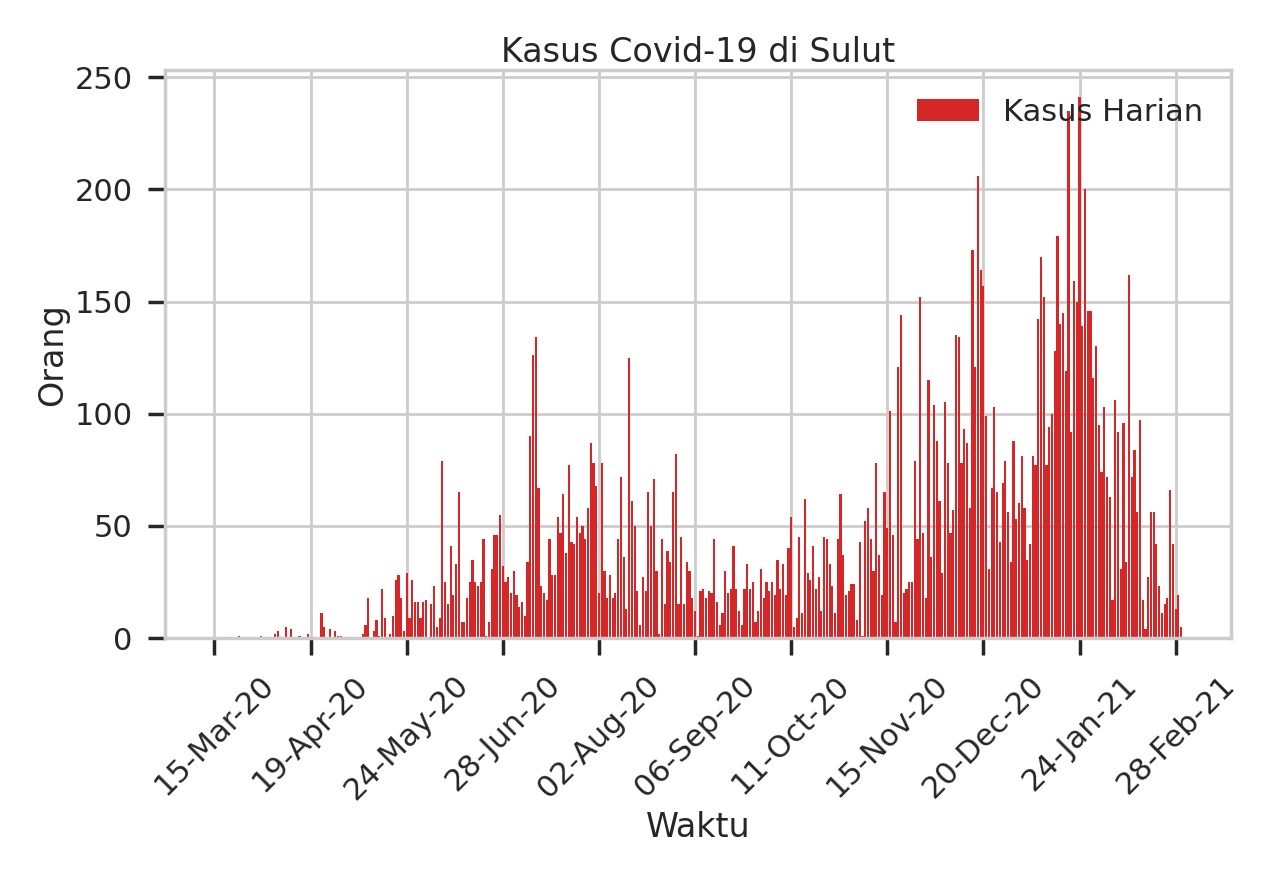 Kasus Covid-19 di Sulut
Kasus Harian
Orang
250
200
150
100
50
0
15-Mar-20
19-Apr-20
24-May-20
28-Jun-20
02-Aug-20
06-Sep-20
11-Oct-20
15-Nov-20
20-Dec-20
24-Jan-21
28-Feb-21
Waktu